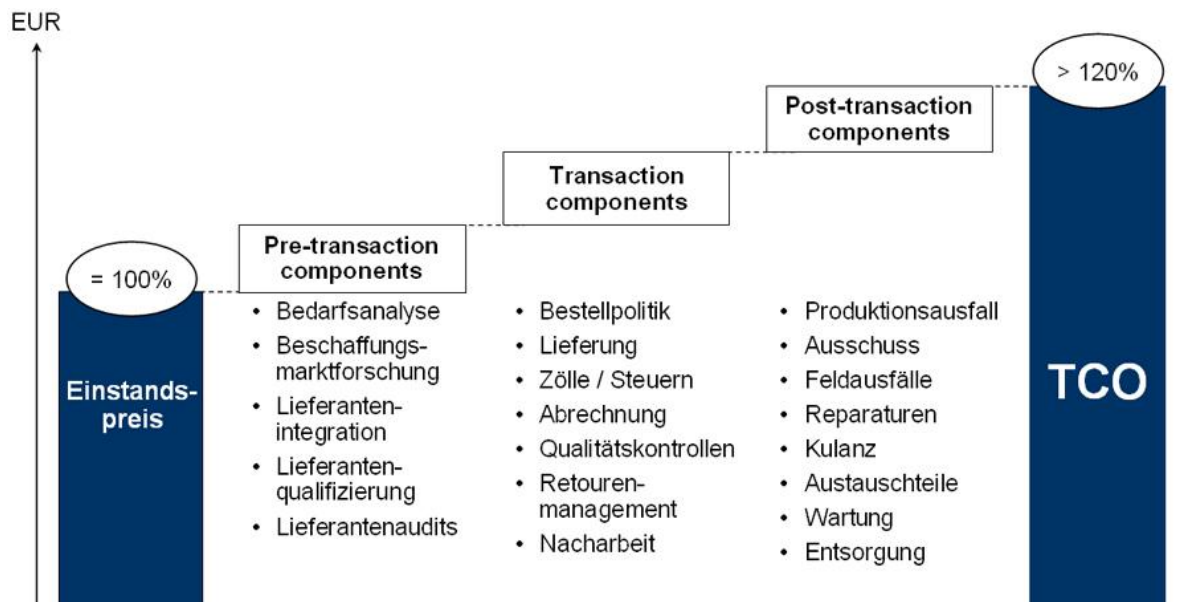 EUR
= 100%
Einstands-
preis
Pre-transaction
components
• Bedarfsanalyse
• Beschaffungs-
marktforschung
• Lieferanten-
integration
• Lieferanten-
qualifizierung
• Lieferantenaudits
Transaction
components
• Bestellpolitik
• Lieferung
• Zölle / Steuern
• Abrechnung
• Qualitätskontrollen
• Retouren-
management
• Nacharbeit
Post-transaction
components
• Produktionsausfall
• Ausschuss
• Feldausfälle
• Reparaturen
• Kulanz
• Austauschteile
• Wartung
• Entsorgung
> 120%
TCO